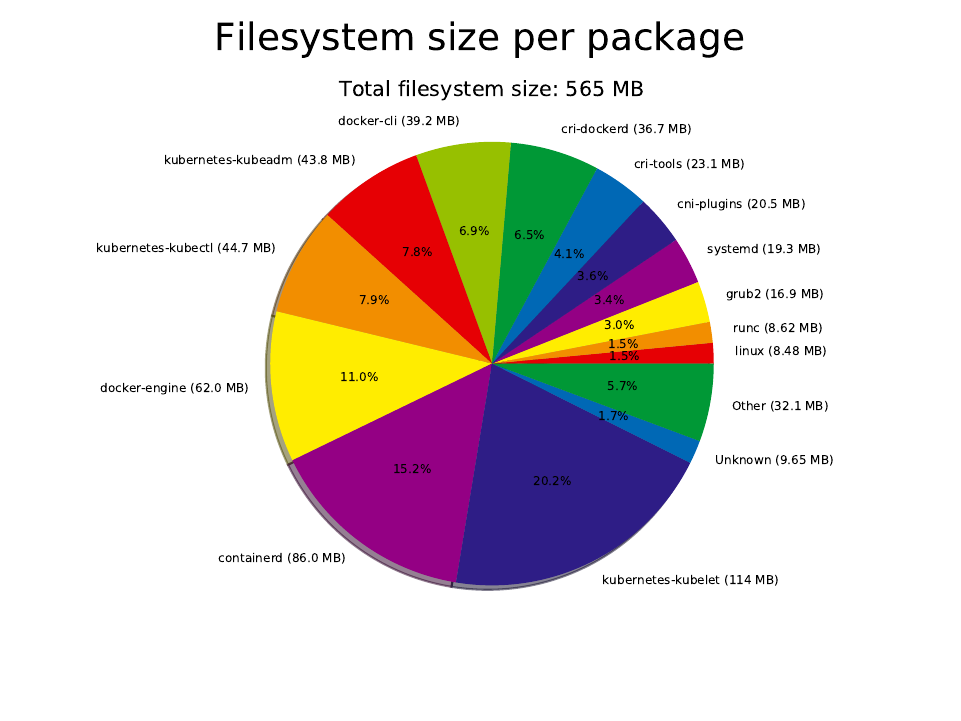 Filesystem size per package
Total filesystem size: 565 MB
docker-cli (39.2 MB)
cri-dockerd (36.7 MB)
kubernetes-kubeadm (43.8 MB)
cri-tools (23.1 MB)
cni-plugins (20.5 MB)
kubernetes-kubectl (44.7 MB)
systemd (19.3 MB)
grub2 (16.9 MB)
runc (8.62 MB)
linux (8.48 MB)
docker-engine (62.0 MB)
Other (32.1 MB)
Unknown (9.65 MB)
containerd (86.0 MB)
kubernetes-kubelet (114 MB)
6.9%
6.5%
7.8%
4.1%
3.6%
7.9%
3.4%
3.0%
1.5%
1.5%
11.0%
5.7%
1.7%
15.2%
20.2%